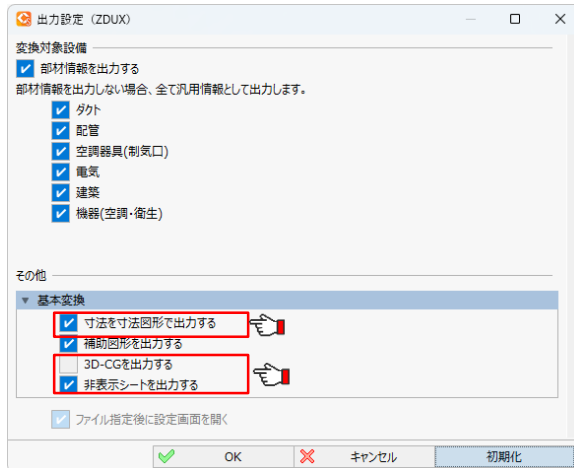 出力設定（ZDUX）
変換対象設備
部材情報を出力する
部材情報を出力しない場合、全て汎用情報として出力します。
ダクト
配管
空調器具(制気口)
電気
建築
機器(空調・衛生)
その他
基本変換
寸法を寸法図形で出力する
補助図形を出力する
3D-CGを出力する
非表示シートを出力する
ファイル指定後に設定画面を開く
OK
キャンセル
初期化